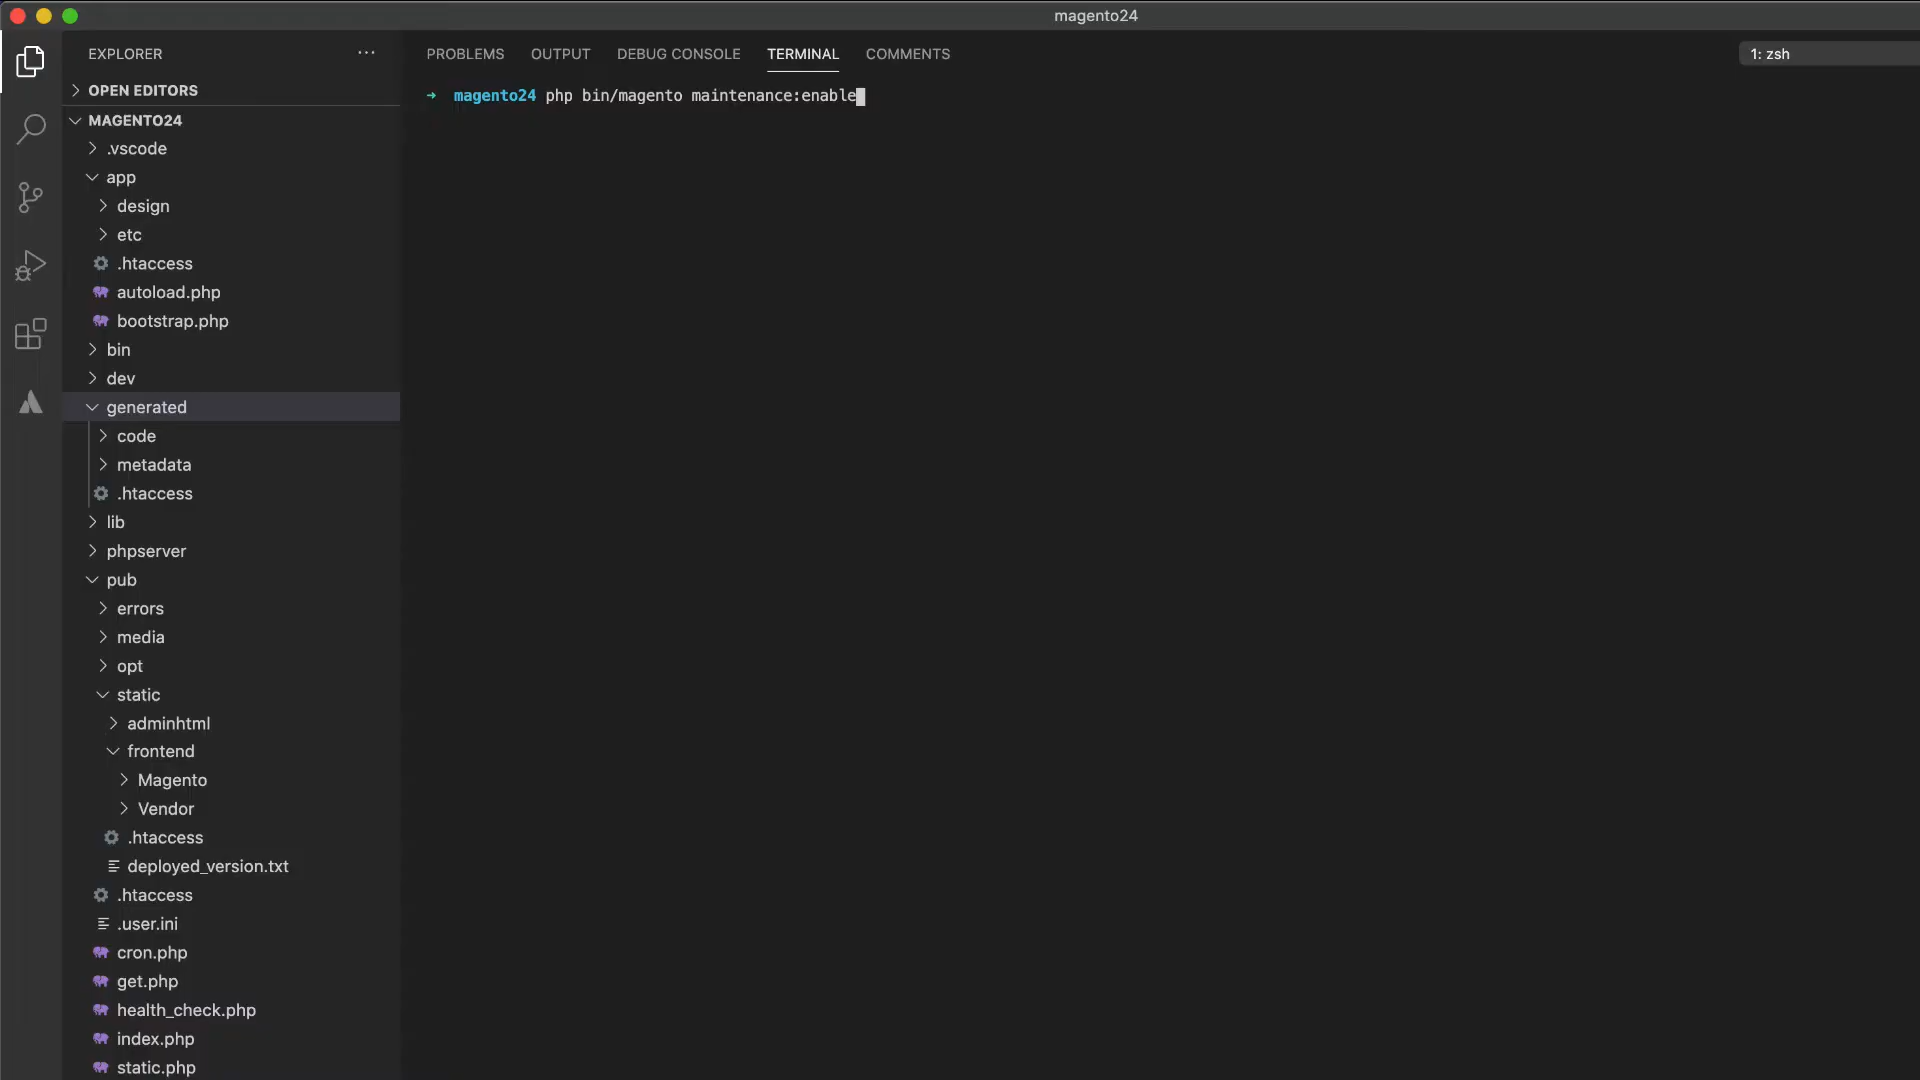 magento24
EXPLORER
PROBLEMS OUTPUT DEBUG CONSOLE TERMINAL COMMENTS
1: zsh
OPEN EDITORS
MAGENTO24
.vscode
app
design
etc
.htaccess
autoload.php
bootstrap.php
bin
dev
generated
code
metadata
.htaccess
lib
phpserver
pub
errors
media
opt
static
adminhtml
frontend
Magento
Vendor
.htaccess
deployed_version.txt
.htaccess
.user.ini
cron.php
get.php
health_check.php
index.php
static.php
➜ magento24 php bin/magento maintenance:enable